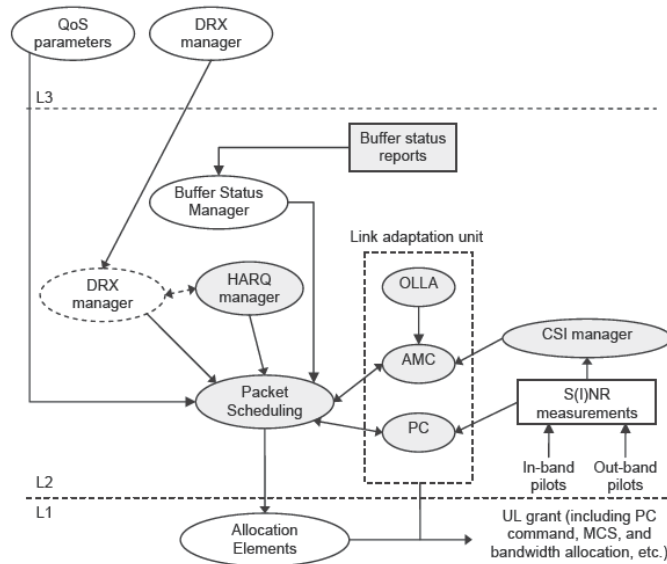 QoS
parameters
DRX
manager
L3
Buffer status
reports
Buffer Status
Manager
Link adaptation unit
DRX
manager
HARQ
manager
OLLA
CSI manager
AMC
Packet
Scheduling
S(I)NR
measurements
PC
In-band
pilots
Out-band
pilots
L2
L1
Allocation
Elements
UL grant (including PC
command, MCS, and
bandwidth allocation, etc.)